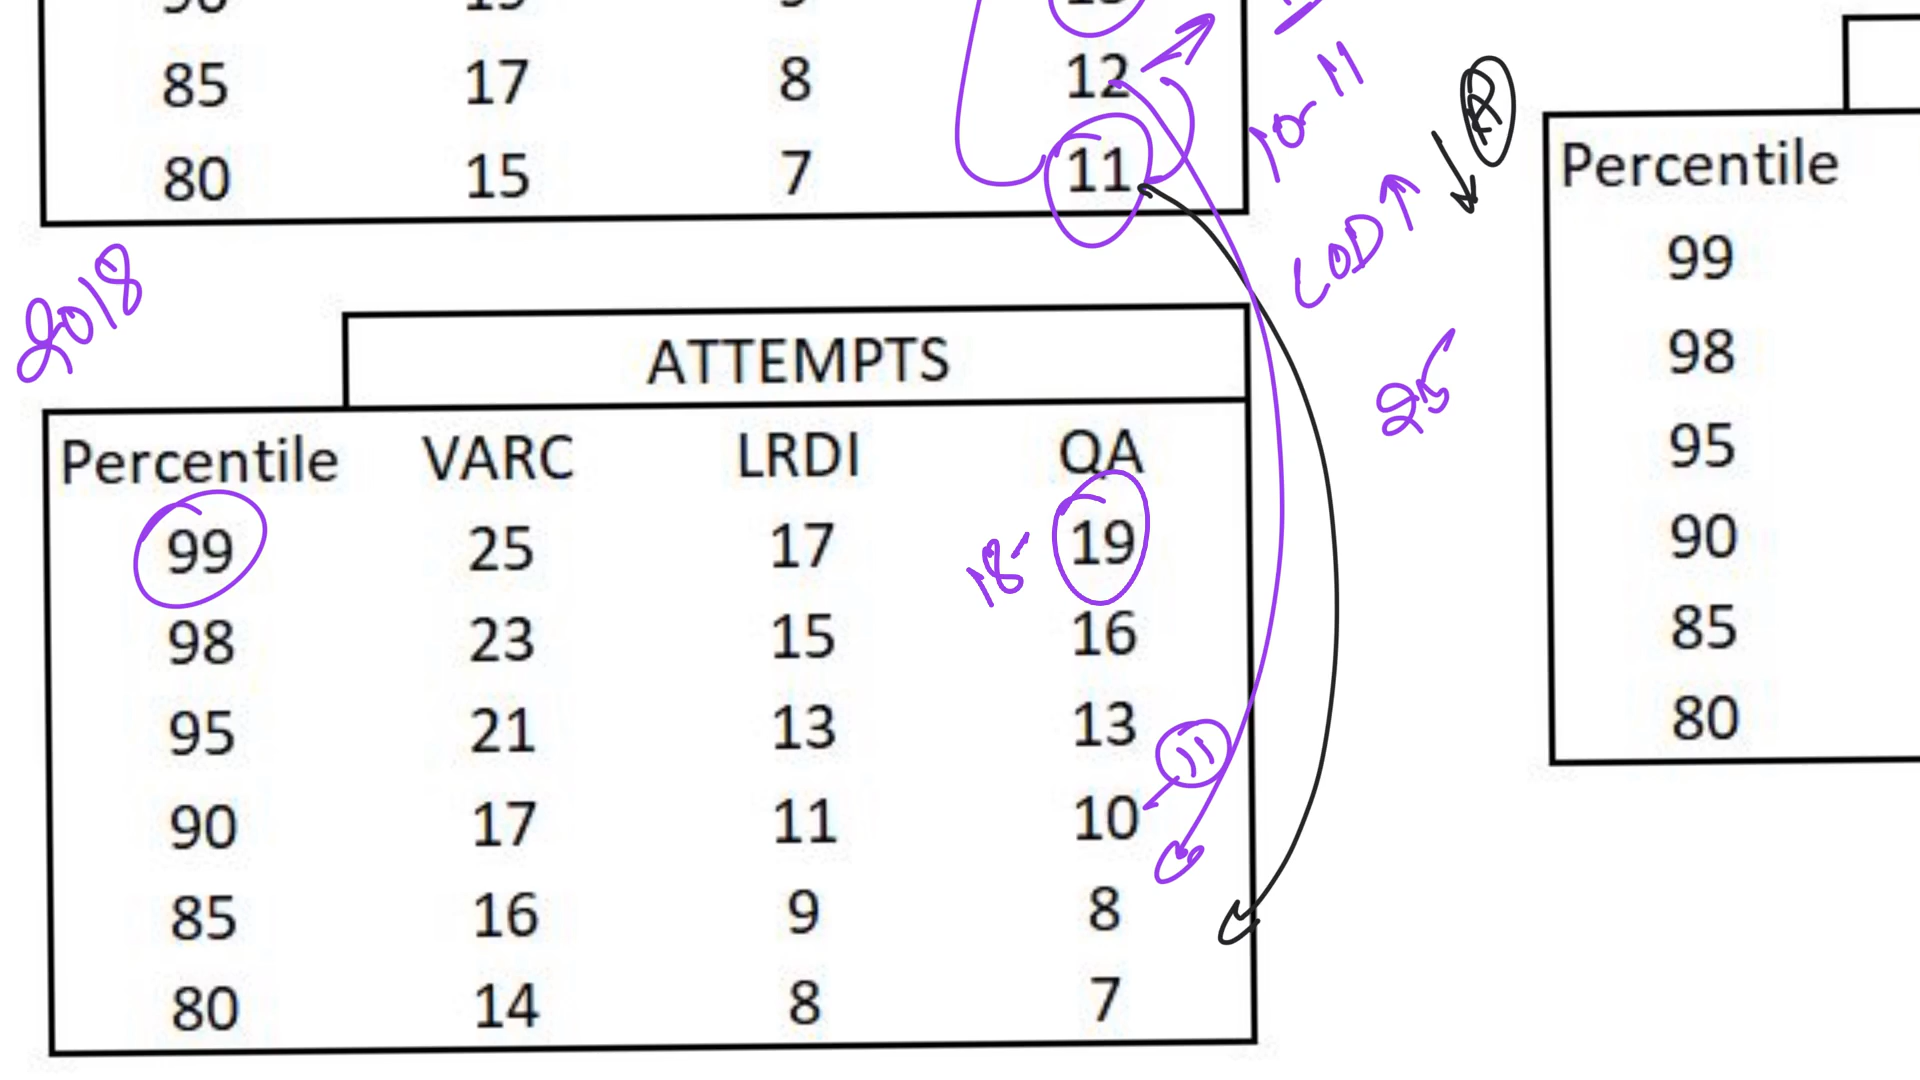 85 17 8 12
80 15 7 11
or 11
LOD↑
R
25
2018
ATTEMPTS
Percentile VARC LRDI QA
99 25 17 18 19
98 23 15 16
95 21 13 13
11
90 17 11 10
85 16 9 8
80 14 8 7
Percentile
99
98
95
90
85
80